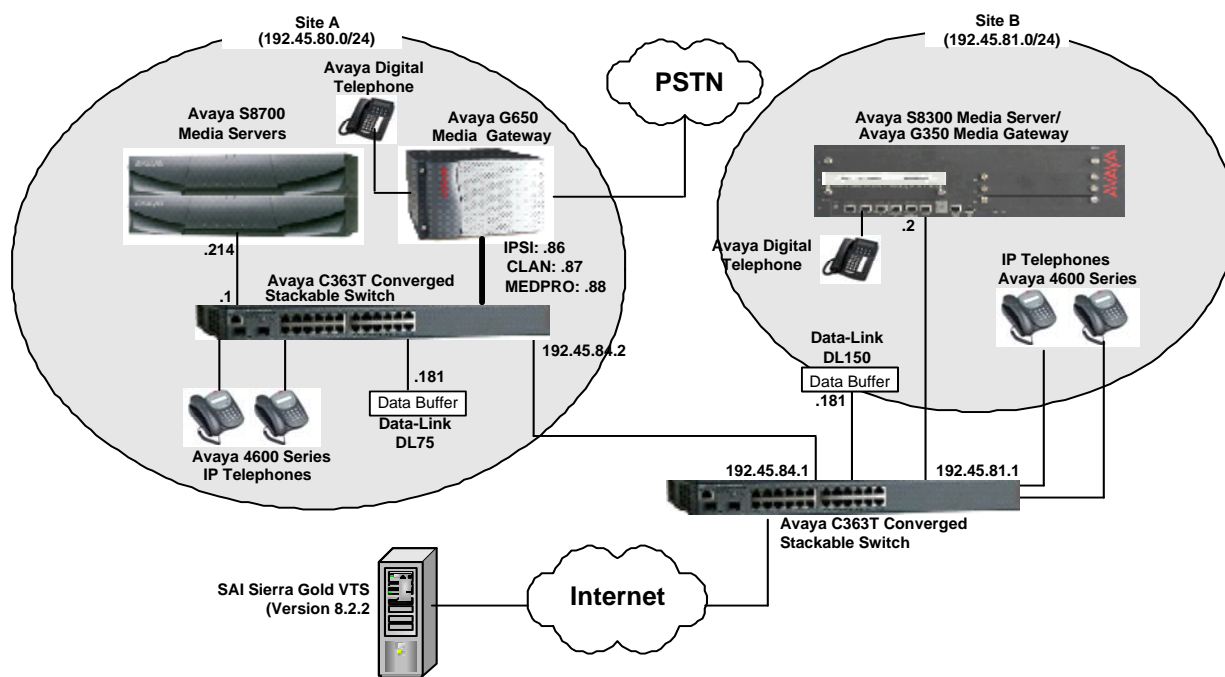 Site A
(192.45.80.0/24)
Site B
(192.45.81.0/24)
Avaya Digital
Telephone
PSTN
Avaya S8700
Media Servers
Avaya G650
Media Gateway
Avaya S8300 Media Server/
Avaya G350 Media Gateway
AVAYA
.214
IPSI: .86
CLAN: .87
MEDPRO: .88
.2
Avaya Digital
Telephone
IP Telephones
Avaya 4600 Series
.1
Avaya C363T Converged
Stackable Switch
192.45.84.2
.181
Data Buffer
Data-Link
DL75
Avaya 4600 Series
IP Telephones
Data-Link
DL150
Data Buffer
.181
192.45.84.1
192.45.81.1
Avaya C363T Converged
Stackable Switch
SAI Sierra Gold VTS
(Version 8.2.2
Internet